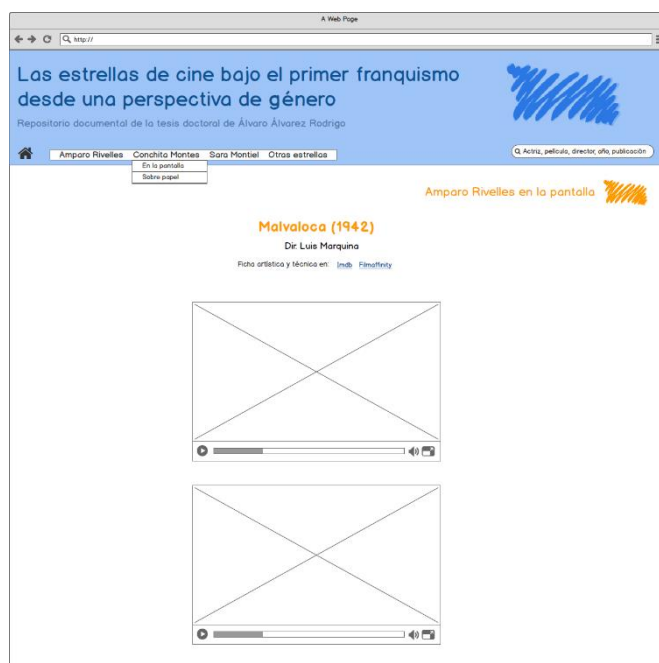 A Web Page
http://
Las estrellas de cine bajo el primer franquismo
desde una perspectiva de género
Repositorio documental de la tesis doctoral de Álvaro Álvarez Rodrigo
Amparo Rivelles Conchita Montes Sara Montiel Otras estrellas
Actriz, película, director, año, publicación
En la pantalla
Sobre papel
Amparo Rivelles en la pantalla
Malvaloca (1942)
Dir. Luis Marquina
Ficha artística y técnica en: Imdb Filmaffinity